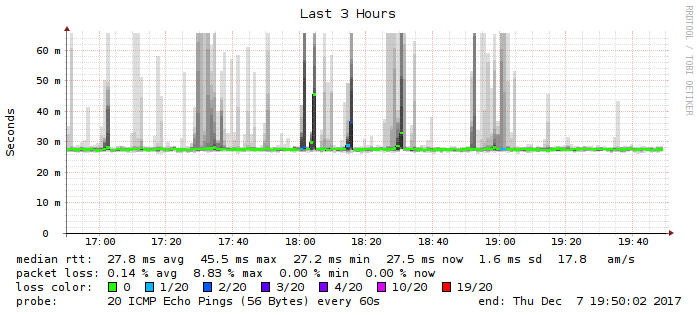 Last 3 Hours
RRDTOOL / TOBI OETIKER
Seconds
60 m
50 m
40 m
30 m
20 m
10 m
0
17:00 17:20 17:40 18:00 18:20 18:40 19:00 19:20 19:40
median rtt: 27.8 ms avg 45.5 ms max 27.2 ms min 27.5 ms now 1.6 ms sd 17.8 am/s
packet loss: 0.14 % avg 8.83 % max 0.00 % min 0.00 % now
loss color: 0 1/20 2/20 3/20 4/20 10/20 19/20
probe: 20 ICMP Echo Pings (56 Bytes) every 60s end: Thu Dec 7 19:50:02 2017